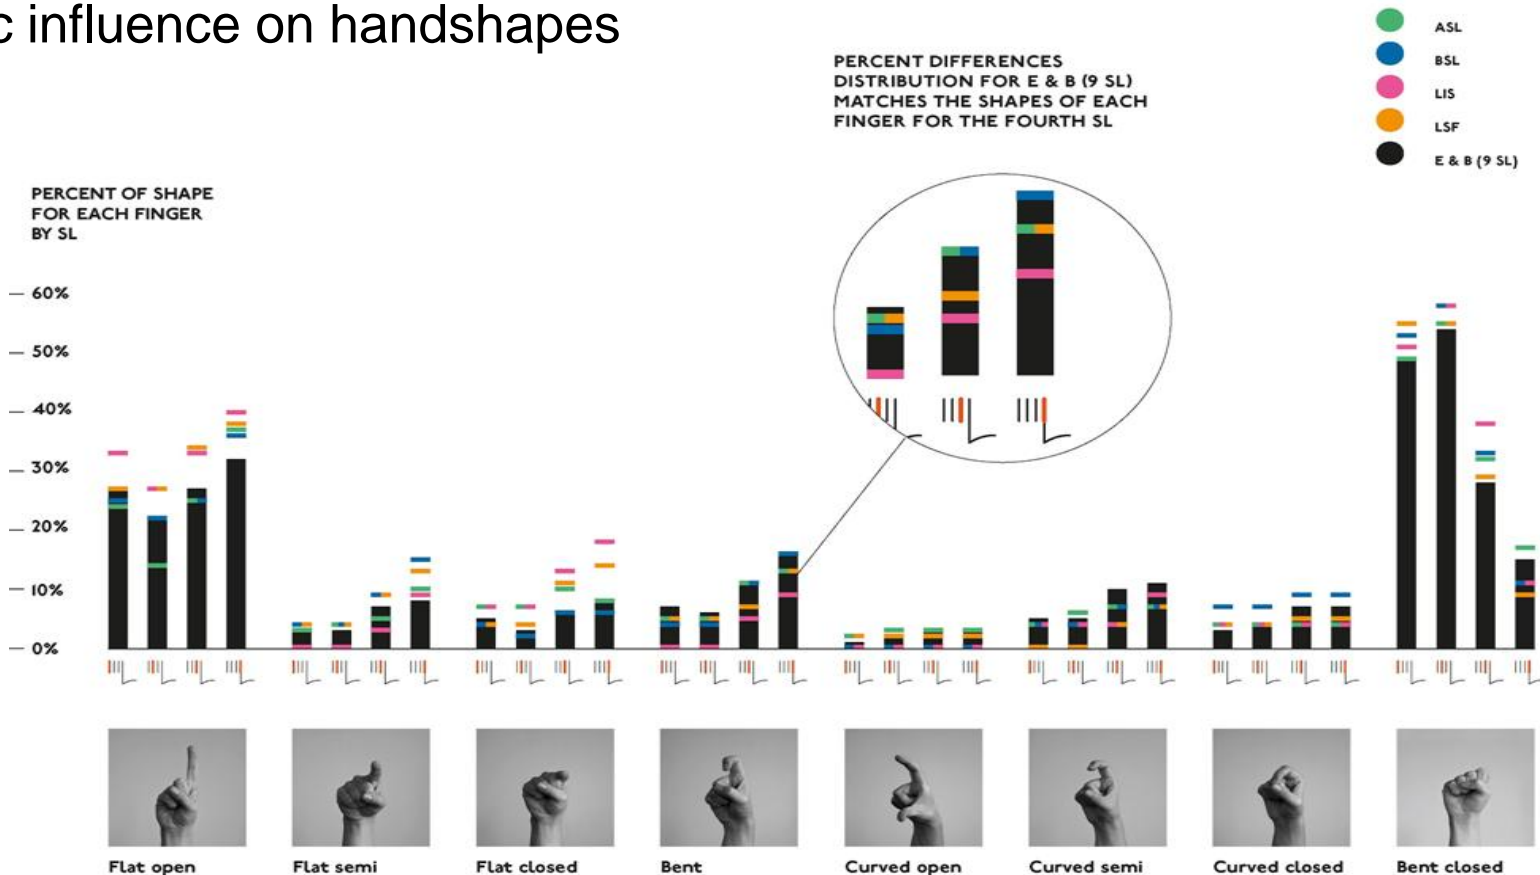 c influence on handshapes
PERCENT DIFFERENCES
DISTRIBUTION FOR E & B (9 SL)
MATCHES THE SHAPES OF EACH
FINGER FOR THE FOURTH SL
ASL
BSL
LIS
LSF
E & B (9 SL)
PERCENT OF SHAPE
FOR EACH FINGER
BY SL
60%
50%
40%
30%
20%
10%
0%
Flat open
Flat semi
Flat closed
Bent
Curved open
Curved semi
Curved closed
Bent closed